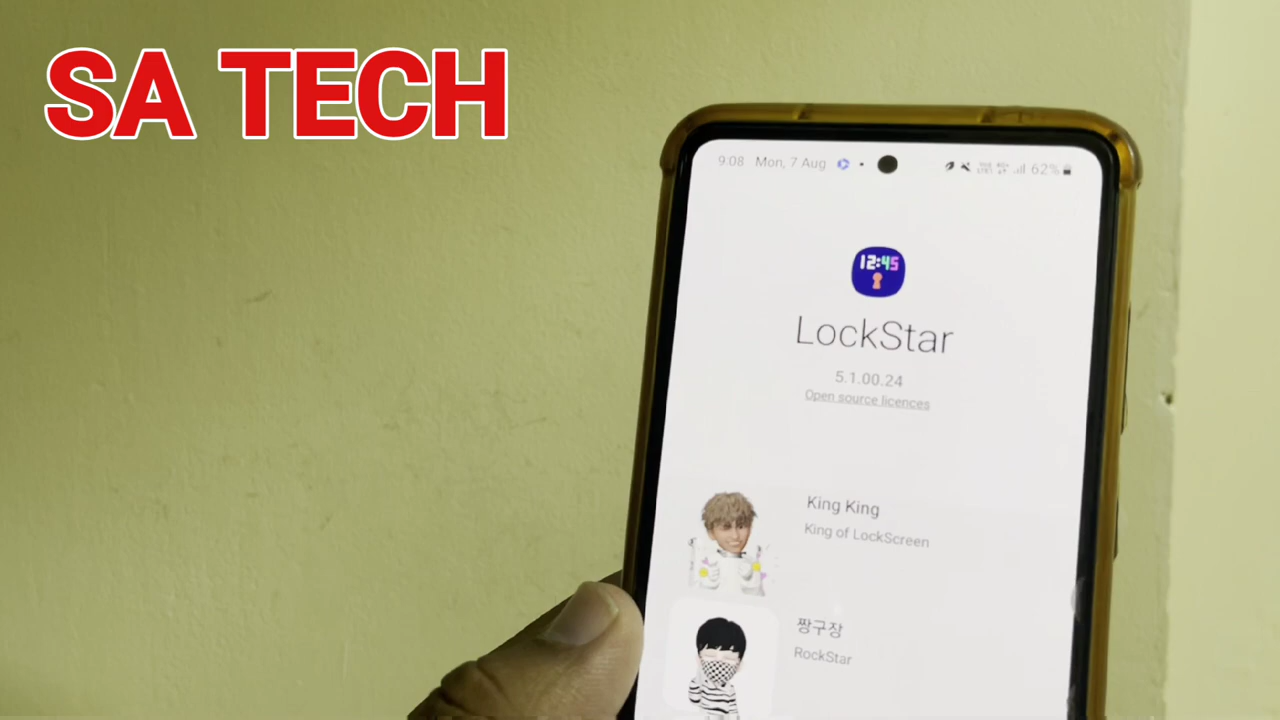 SA TECH
9:08 Mon, 7 Aug
62%
12:45
LockStar
5.1.00.24
Open source licences
King King
King of LockScreen
짱구장
RockStar